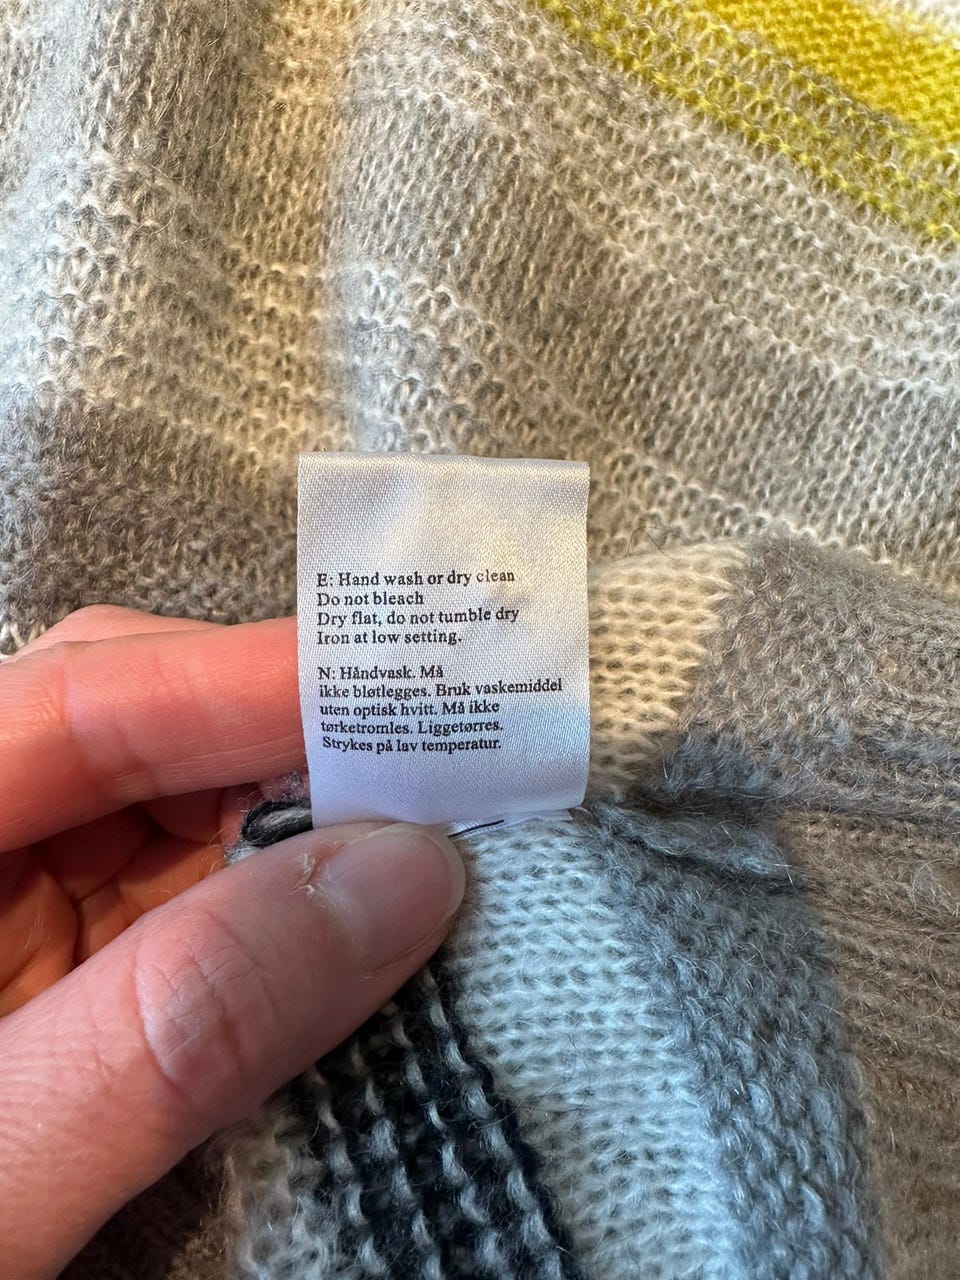 E: Hand wash or dry clean
Do not bleach
Dry flat, do not tumble dry
Iron at low setting.
N: Håndvask. Må
ikke bløtlegges. Bruk vaskemiddel
uten optisk hvitt. Må ikke
tørketromles. Liggetørres.
Strykes på lav temperatur.